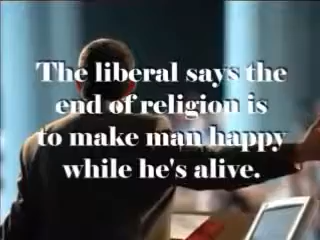 The liberal says the
end of religion is
to make man happy
while he's alive.